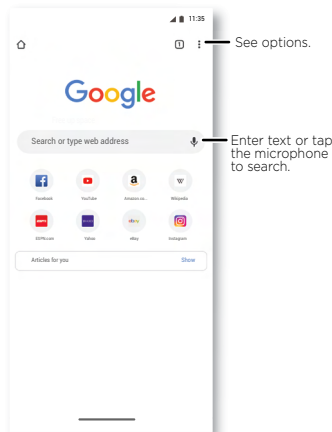 11:35
1
See options.
Google
Search or type web address
Enter text or tap
the microphone
to search.
f
a
W
Facebook YouTube Amazon co... Wikipedia
ebay
ESPN.com Yahoo eBay Instagram
Articles for you Show